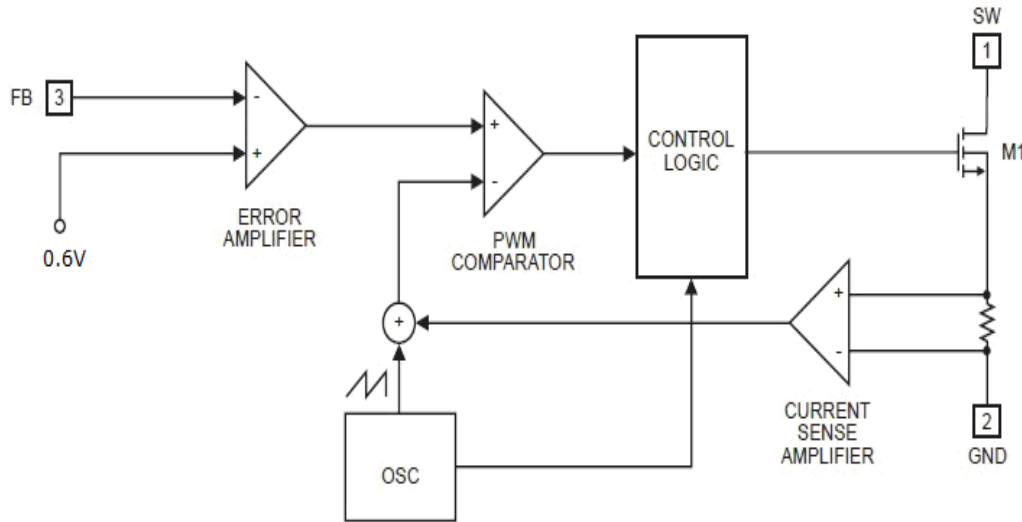 SW
1
FB 3
-
+
0.6V
ERROR
AMPLIFIER
+
-
PWM
COMPARATOR
CONTROL
LOGIC
M1
+
OSC
+
-
CURRENT
SENSE
AMPLIFIER
2
GND